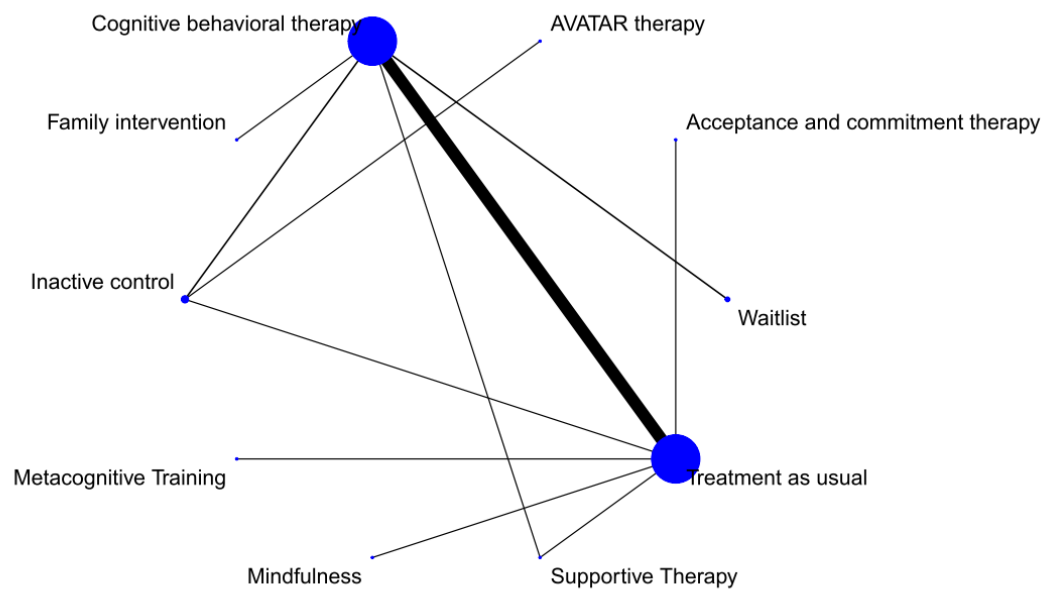 Cognitive behavioral therapy
AVATAR therapy
Family intervention
Acceptance and commitment therapy
Inactive control
Waitlist
Metacognitive Training
Treatment as usual
Mindfulness
Supportive Therapy